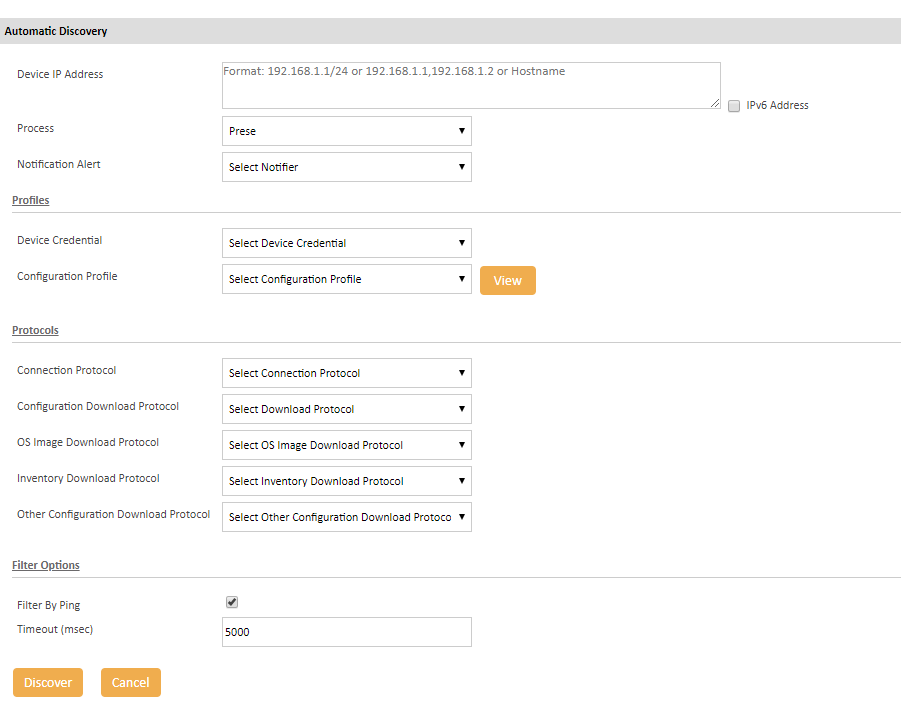 Automatic Discovery
Device IP Address
Format: 192.168.1.1/24 or 192.168.1.1,192.168.1.2 or Hostname
IPv6 Address
Process
Prese
Notification Alert
Select Notifier
Profiles
Device Credential
Select Device Credential
Configuration Profile
Select Configuration Profile
View
Protocols
Connection Protocol
Select Connection Protocol
Configuration Download Protocol
Select Download Protocol
OS Image Download Protocol
Select OS Image Download Protocol
Inventory Download Protocol
Select Inventory Download Protocol
Other Configuration Download Protocol
Select Other Configuration Download Protoco
Filter Options
Filter By Ping
Timeout (msec)
5000
Discover
Cancel